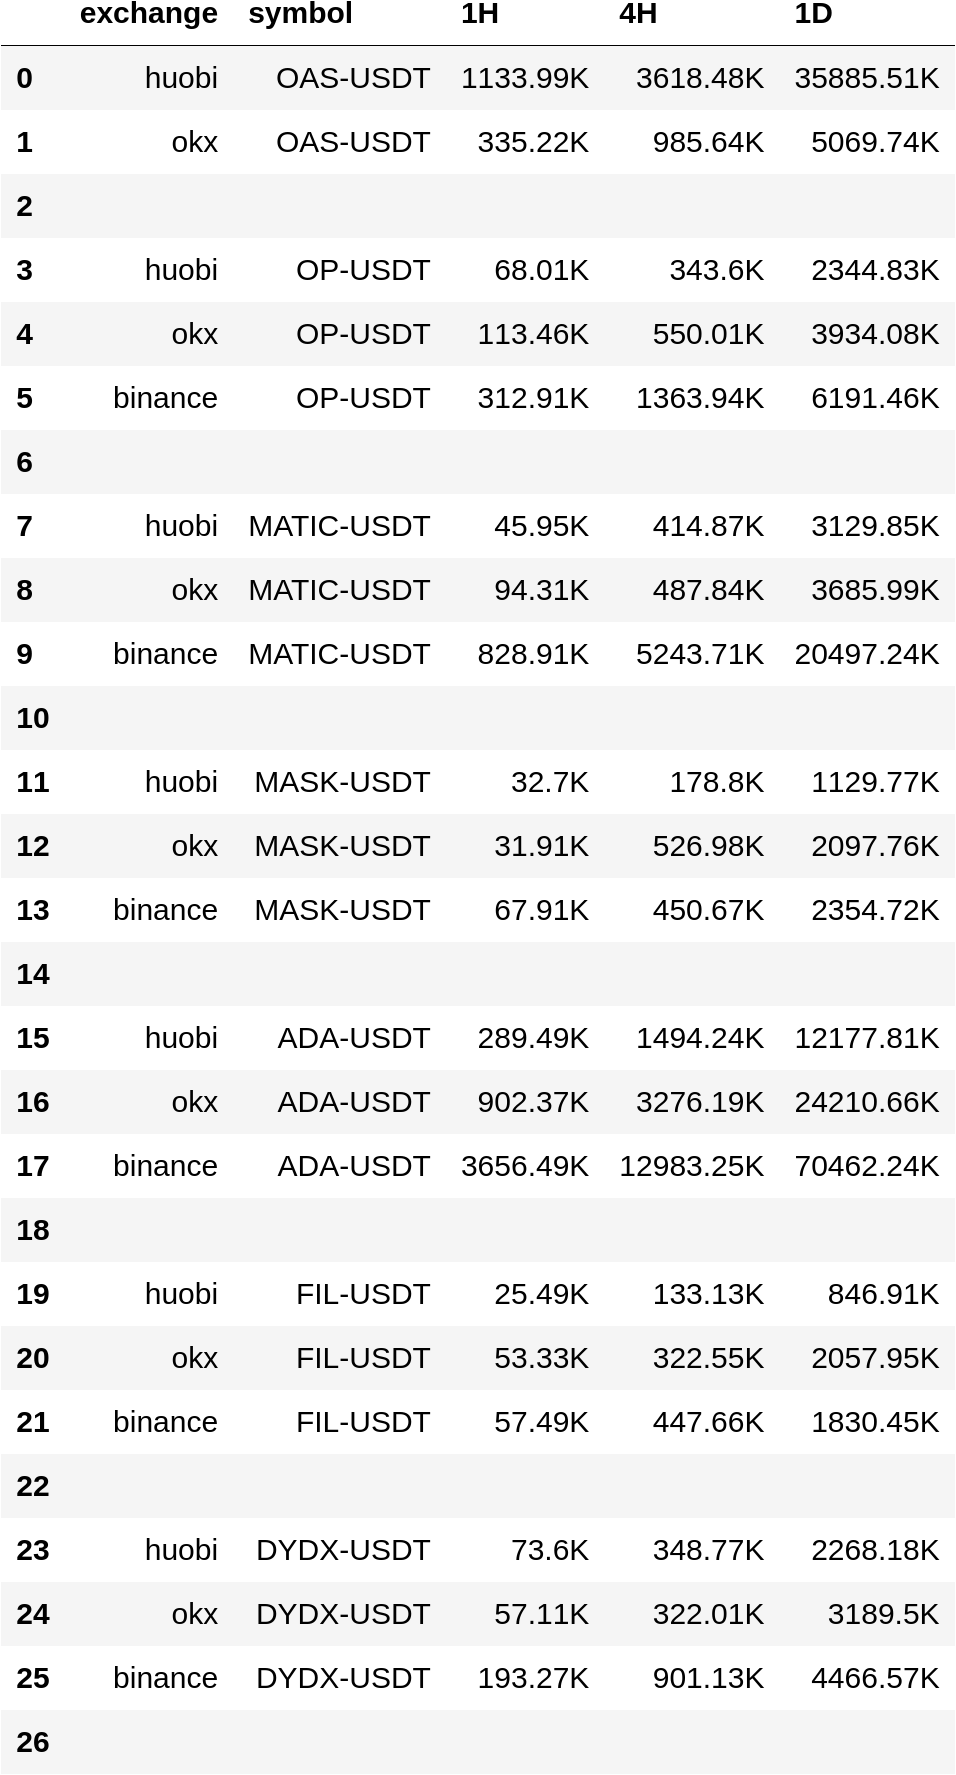 exchange symbol 1H 4H 1D
0 huobi OAS-USDT 1133.99K 3618.48K 35885.51K
1 okx OAS-USDT 335.22K 985.64K 5069.74K
2
3 huobi OP-USDT 68.01K 343.6K 2344.83K
4 okx OP-USDT 113.46K 550.01K 3934.08K
5 binance OP-USDT 312.91K 1363.94K 6191.46K
6
7 huobi MATIC-USDT 45.95K 414.87K 3129.85K
8 okx MATIC-USDT 94.31K 487.84K 3685.99K
9 binance MATIC-USDT 828.91K 5243.71K 20497.24K
10
11 huobi MASK-USDT 32.7K 178.8K 1129.77K
12 okx MASK-USDT 31.91K 526.98K 2097.76K
13 binance MASK-USDT 67.91K 450.67K 2354.72K
14
15 huobi ADA-USDT 289.49K 1494.24K 12177.81K
16 okx ADA-USDT 902.37K 3276.19K 24210.66K
17 binance ADA-USDT 3656.49K 12983.25K 70462.24K
18
19 huobi FIL-USDT 25.49K 133.13K 846.91K
20 okx FIL-USDT 53.33K 322.55K 2057.95K
21 binance FIL-USDT 57.49K 447.66K 1830.45K
22
23 huobi DYDX-USDT 73.6K 348.77K 2268.18K
24 okx DYDX-USDT 57.11K 322.01K 3189.5K
25 binance DYDX-USDT 193.27K 901.13K 4466.57K
26